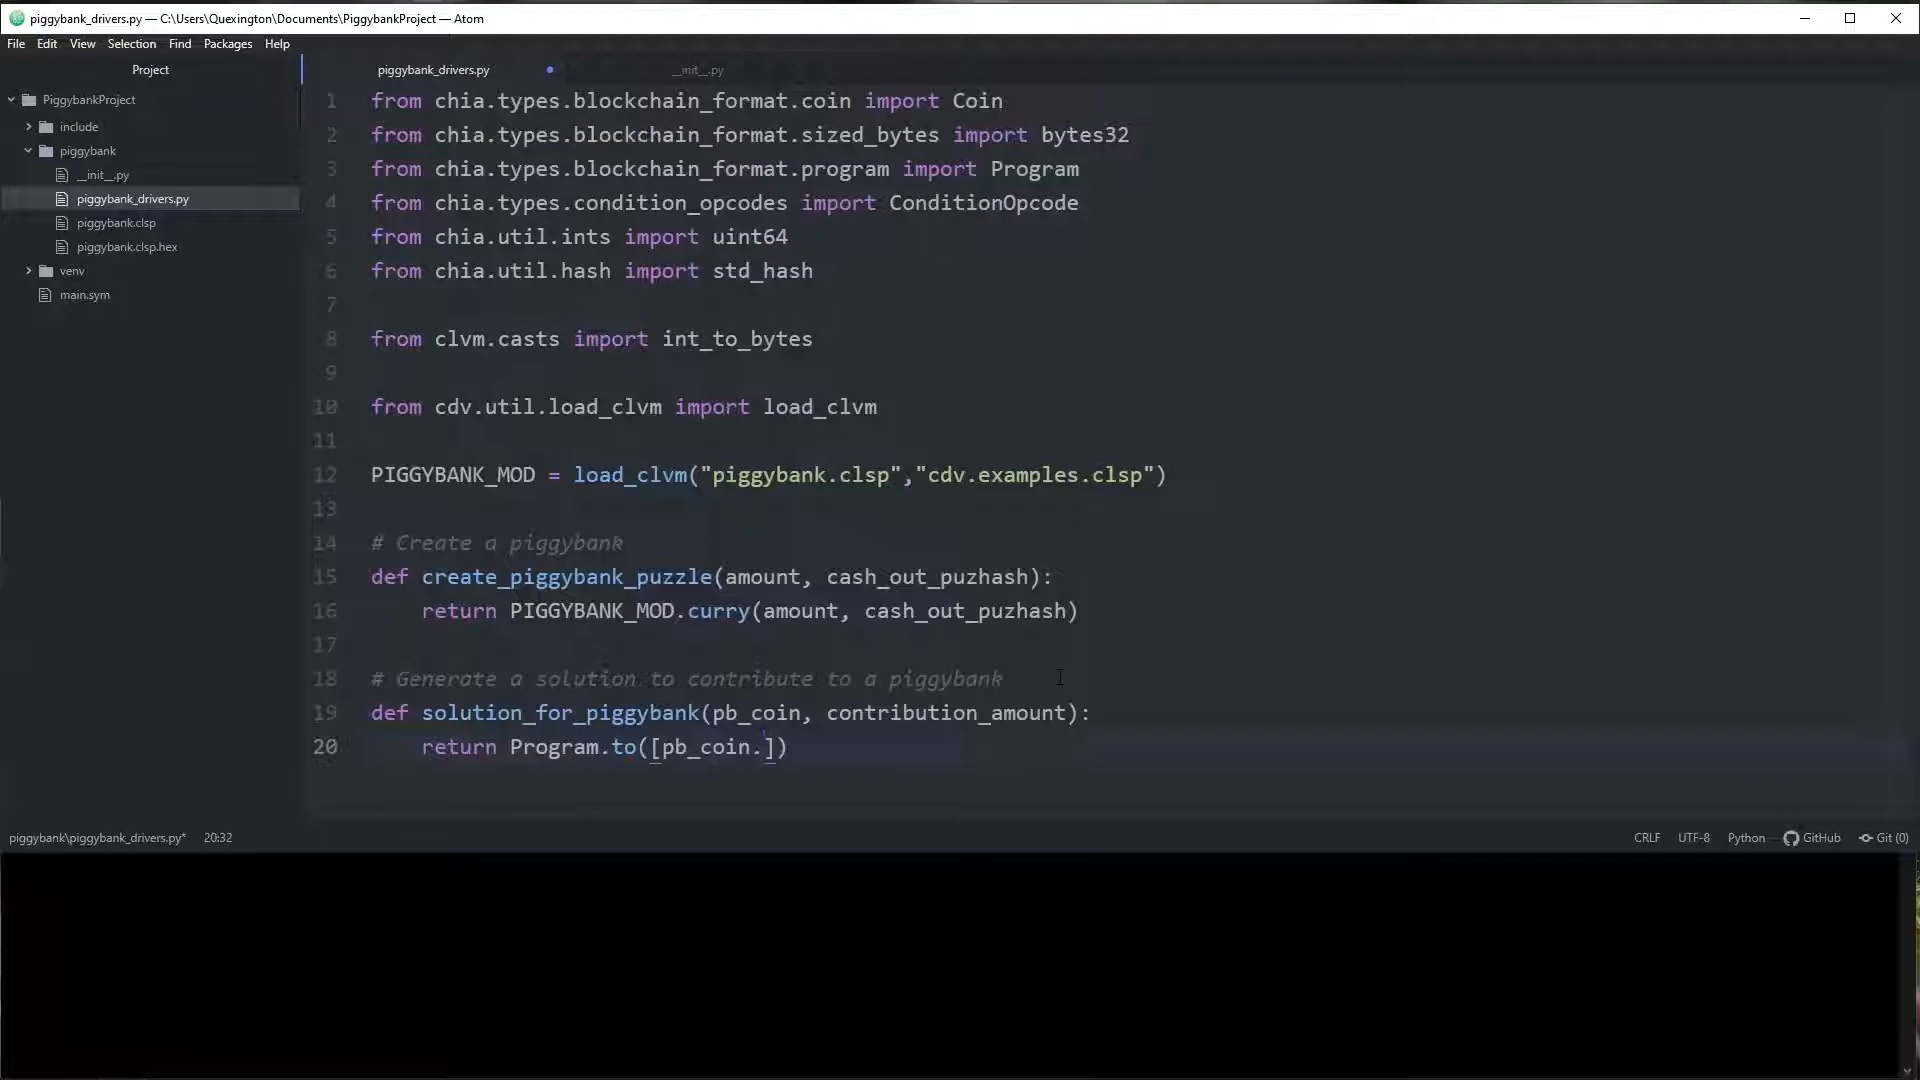 piggybank_drivers.py — C:\Users\Quexington\Documents\PiggybankProject — Atom
File Edit View Selection Find Packages Help
Project
PiggybankProject
include
piggybank
__init__.py
piggybank_drivers.py
piggybank.clsp
piggybank.clsp.hex
venv
main.sym
piggybank_drivers.py
__init__.py
1 from chia.types.blockchain_format.coin import Coin
2 from chia.types.blockchain_format.sized_bytes import bytes32
3 from chia.types.blockchain_format.program import Program
4 from chia.types.condition_opcodes import ConditionOpcode
5 from chia.util.ints import uint64
6 from chia.util.hash import std_hash
7
8 from clvm.casts import int_to_bytes
9
10 from cdv.util.load_clvm import load_clvm
11
12 PIGGYBANK_MOD = load_clvm("piggybank.clsp","cdv.examples.clsp")
13
14 # Create a piggybank
15 def create_piggybank_puzzle(amount, cash_out_puzhash):
16     return PIGGYBANK_MOD.curry(amount, cash_out_puzhash)
17
18 # Generate a solution to contribute to a piggybank
19 def solution_for_piggybank(pb_coin, contribution_amount):
20     return Program.to([pb_coin.])
piggybank\piggybank_drivers.py* 20:32
CRLF UTF-8 Python GitHub Git (0)